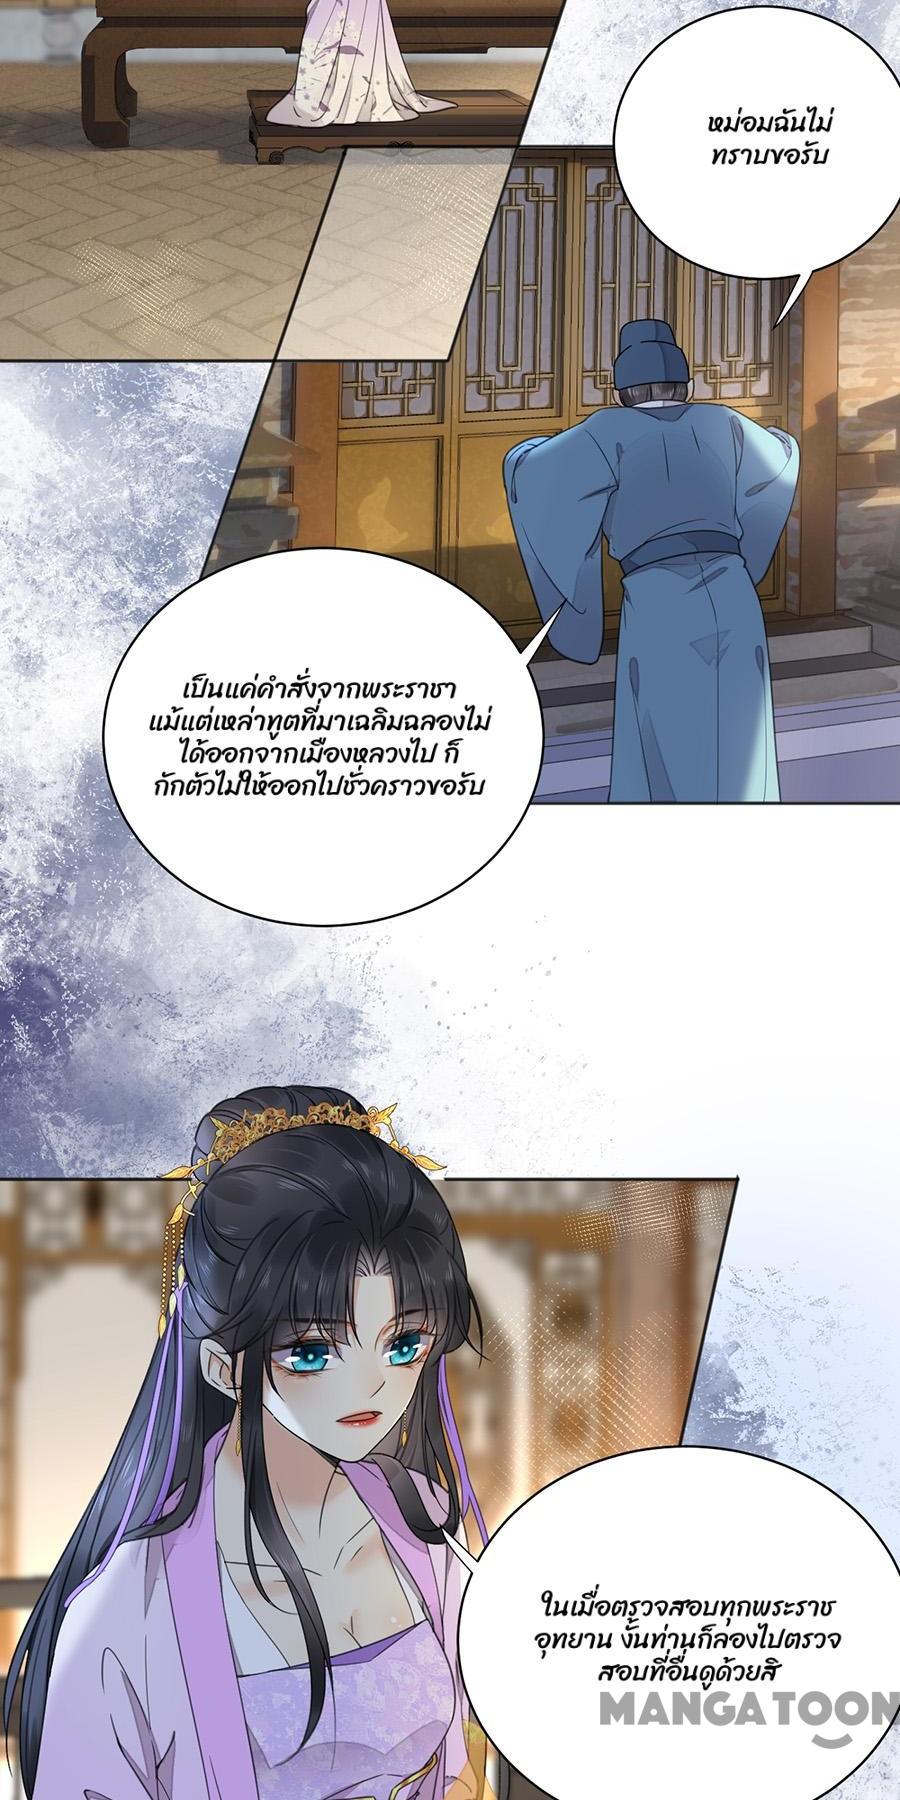 หม่อมฉันไม่
ทราบขอรับ
เป็นแค่คำสั่งจากพระราชา
แม้แต่เหล่าทูตที่มาเฉลิมฉลองไม่
ได้ออกจากเมืองหลวงไป ก็
กักตัวไม่ให้ออกไปชั่วคราวขอรับ
ในเมื่อตรวจสอบทุกพระราช
อุทยาน งั้นท่านก็ลองไปตรวจ
สอบที่อื่นดูด้วยสิ
MANGATOON